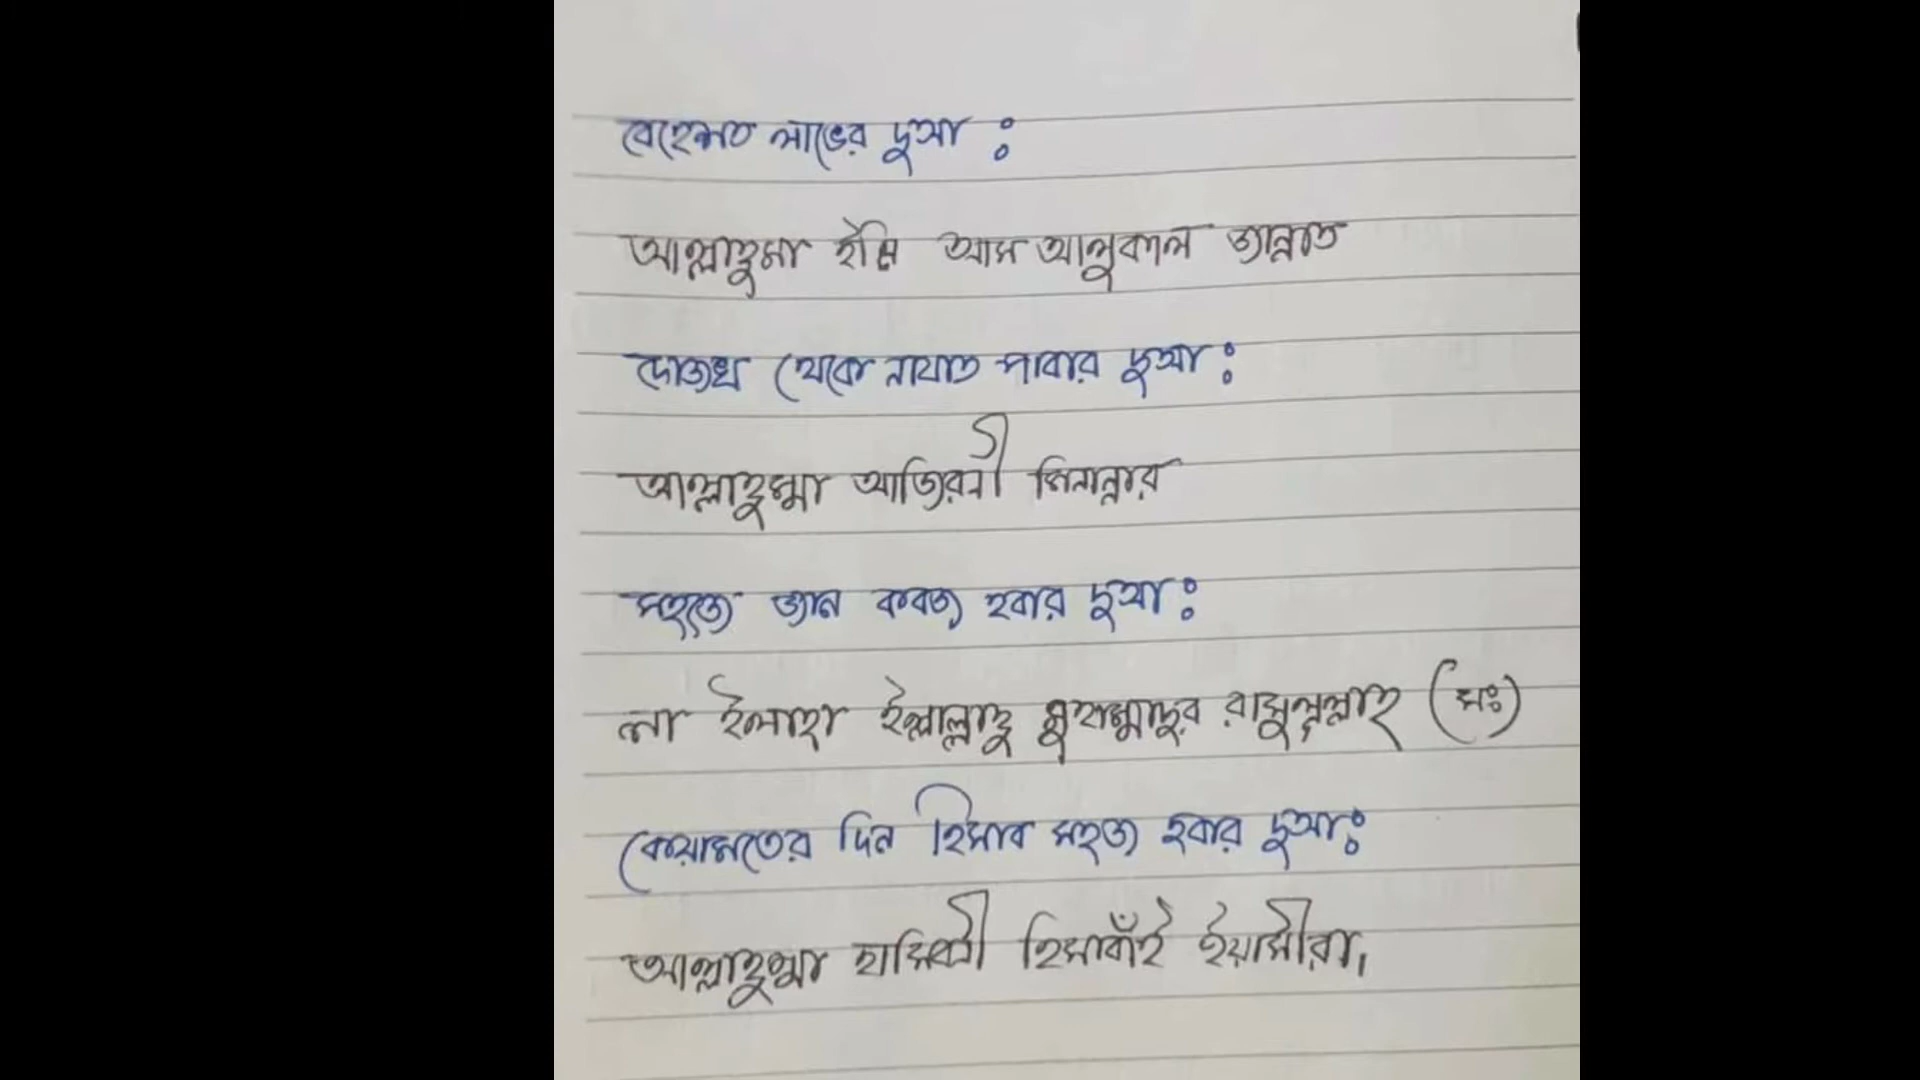 বেহেশত লাভের দুআ :
আল্লাহুমা ইন্নি আস আলুকাল জান্নাত
দোজখ থেকে নাযাত পাবার দুআ :
আল্লাহুম্মা আজিরনী মিনান্নার
সহজে জান কবজ হবার দুআ :
লা ইলাহা ইল্লাল্লাহু মুহাম্মাদুর রাসুলুল্লাহ (সঃ)
কেয়ামতের দিন হিসাব সহজ হবার দুআ :
আল্লাহুম্মা হাসিবনী হিসাবাঁই ইয়াসীরা।